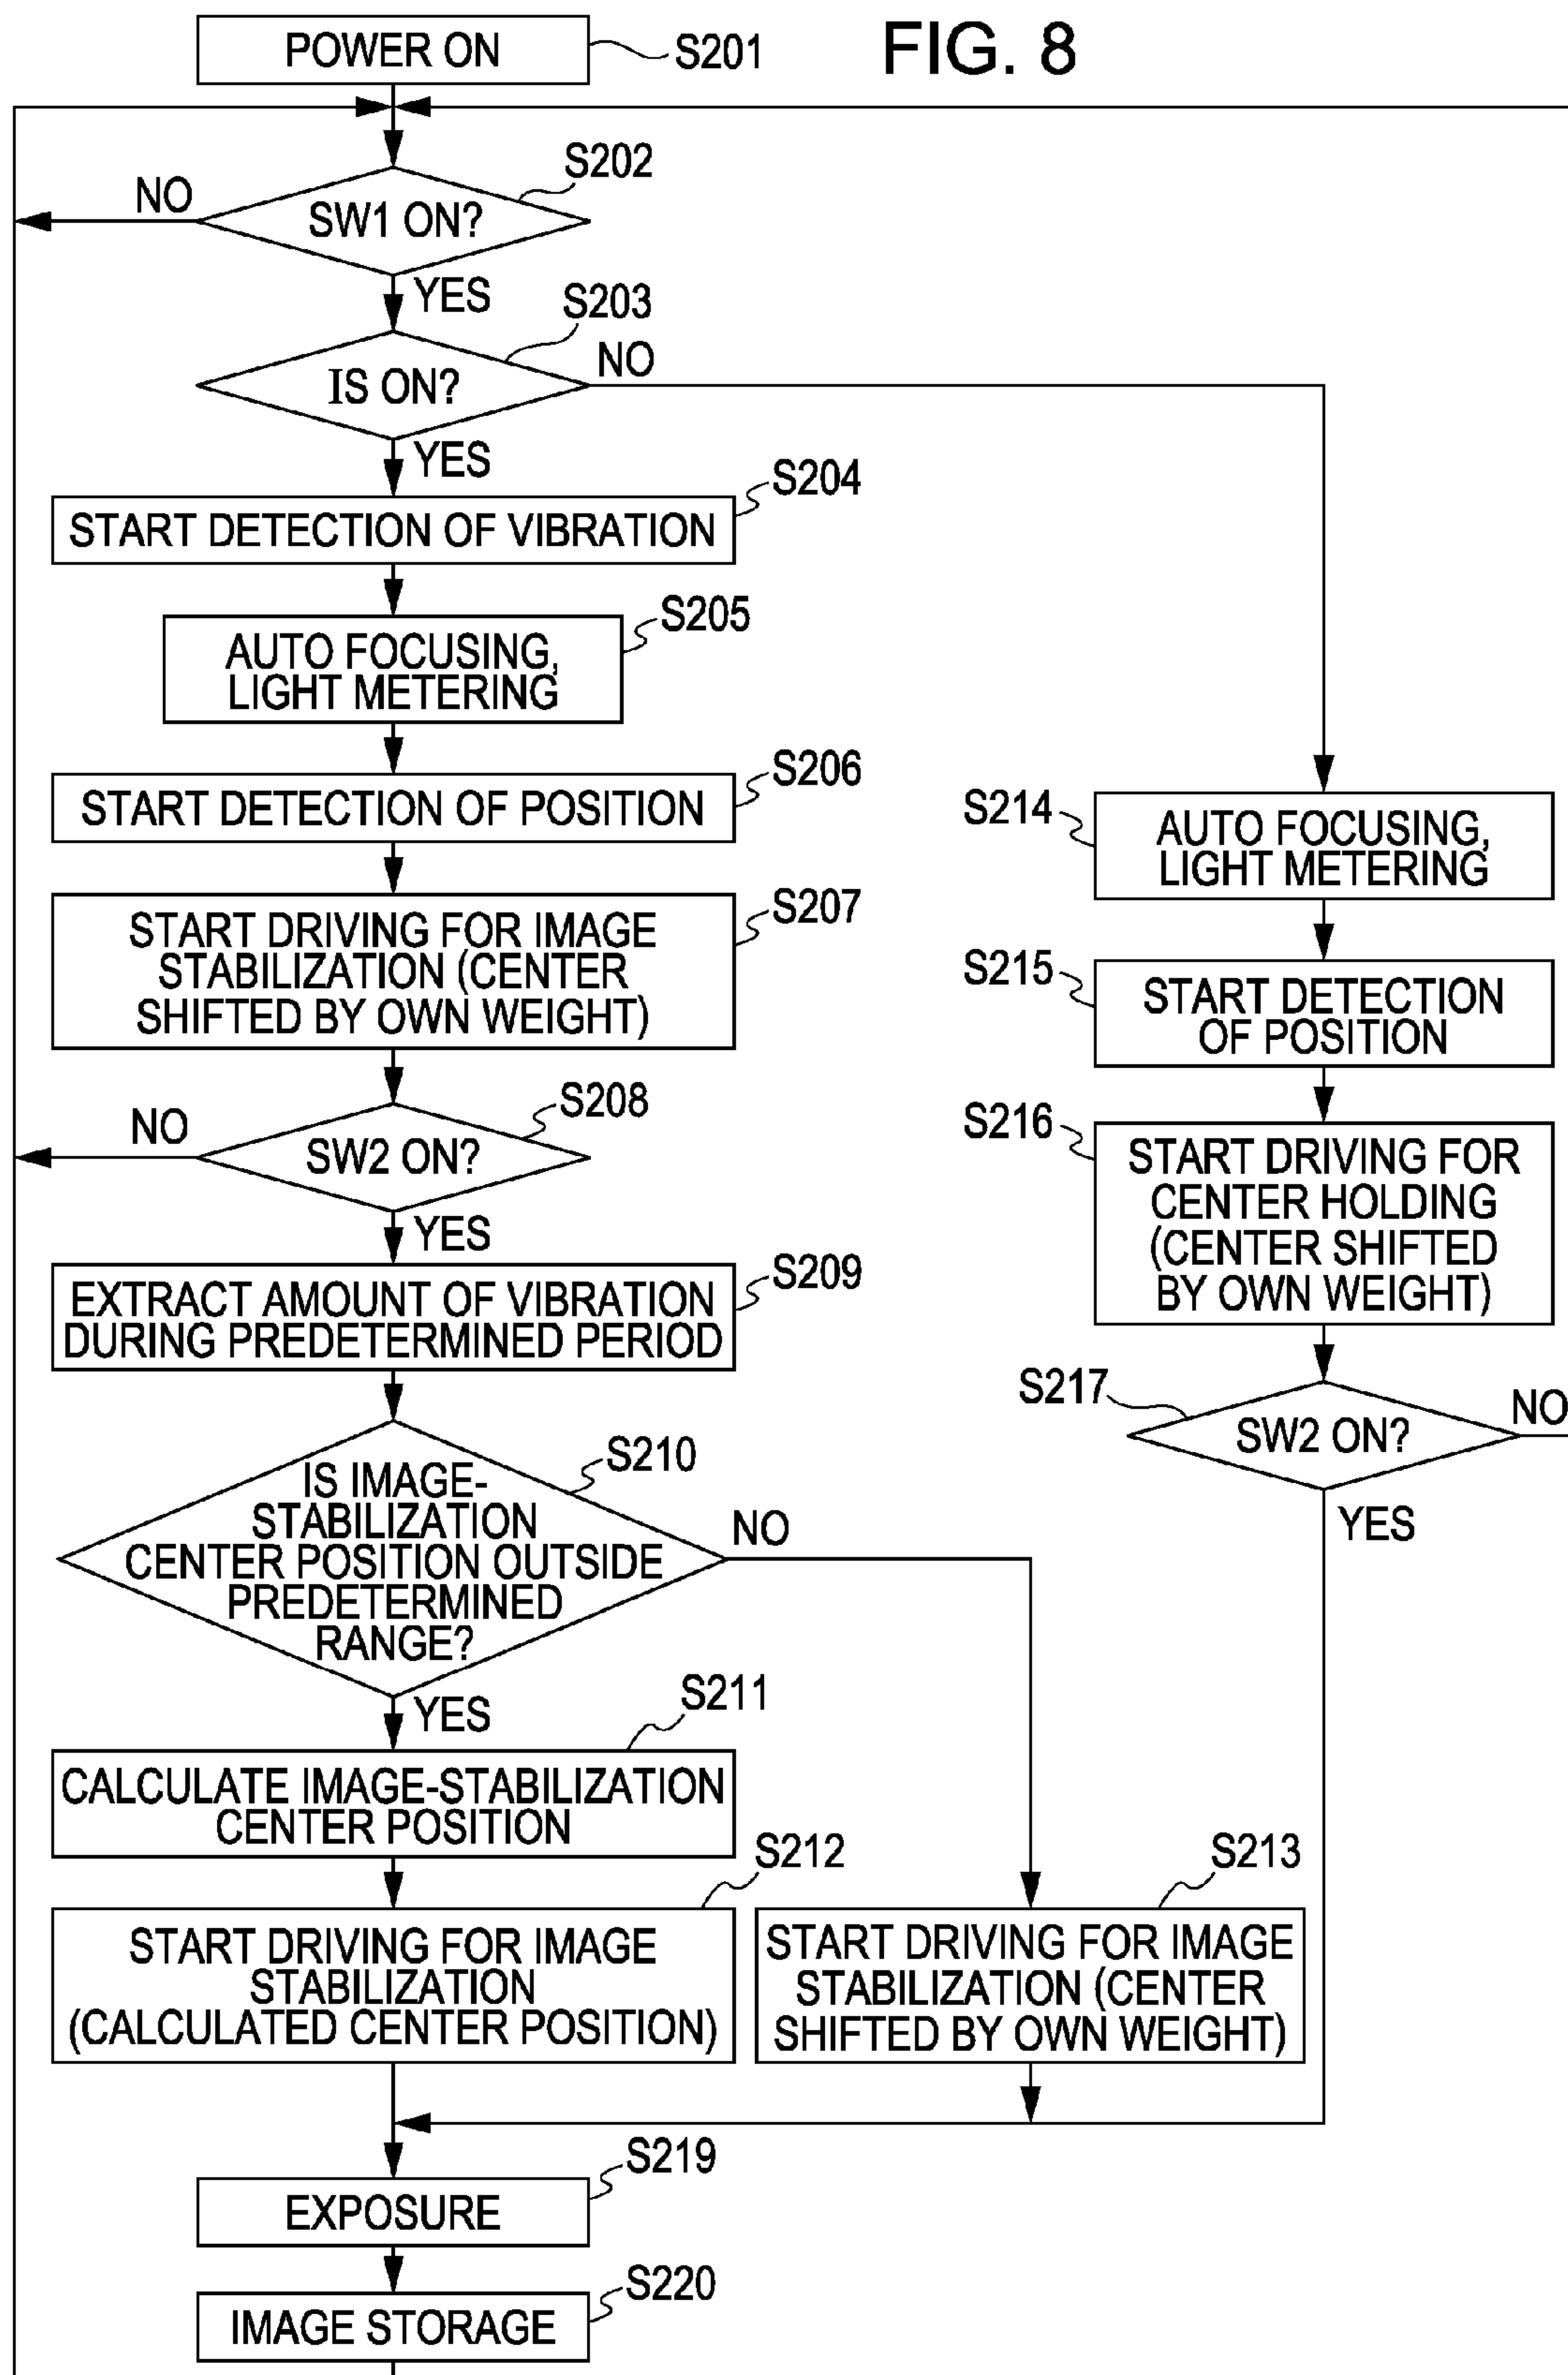 FIG. 8
POWER ON
S201
S202
NO
SW1 ON?
YES
S203
NO
IS ON?
YES
S204
START DETECTION OF VIBRATION
S205
AUTO FOCUSING,
LIGHT METERING
S206
START DETECTION OF POSITION
S207
START DRIVING FOR IMAGE
STABILIZATION (CENTER
SHIFTED BY OWN WEIGHT)
S208
NO
SW2 ON?
YES
S209
EXTRACT AMOUNT OF VIBRATION
DURING PREDETERMINED PERIOD
S210
IS IMAGE-
STABILIZATION
CENTER POSITION OUTSIDE
PREDETERMINED
RANGE?
NO
YES
S211
CALCULATE IMAGE-STABILIZATION
CENTER POSITION
S212
START DRIVING FOR IMAGE
STABILIZATION
(CALCULATED CENTER POSITION)
S213
START DRIVING FOR IMAGE
STABILIZATION (CENTER
SHIFTED BY OWN WEIGHT)
S214
AUTO FOCUSING,
LIGHT METERING
S215
START DETECTION
OF POSITION
S216
START DRIVING FOR
CENTER HOLDING
(CENTER SHIFTED
BY OWN WEIGHT)
S217
SW2 ON?
NO
YES
S219
EXPOSURE
S220
IMAGE STORAGE